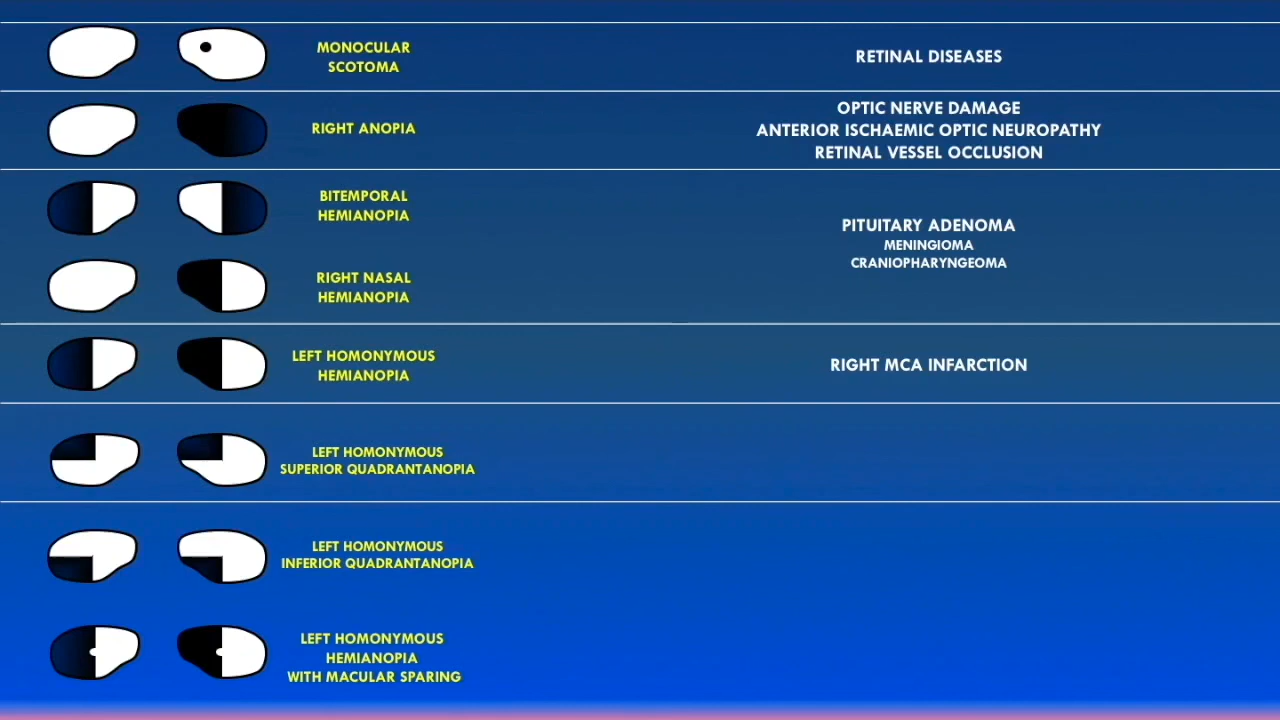 MONOCULAR
SCOTOMA
RETINAL DISEASES
RIGHT ANOPIA
OPTIC NERVE DAMAGE
ANTERIOR ISCHAEMIC OPTIC NEUROPATHY
RETINAL VESSEL OCCLUSION
BITEMPORAL
HEMIANOPIA
PITUITARY ADENOMA
MENINGIOMA
CRANIOPHARYNGEOMA
RIGHT NASAL
HEMIANOPIA
LEFT HOMONYMOUS
HEMIANOPIA
RIGHT MCA INFARCTION
LEFT HOMONYMOUS
SUPERIOR QUADRANTANOPIA
LEFT HOMONYMOUS
INFERIOR QUADRANTANOPIA
LEFT HOMONYMOUS
HEMIANOPIA
WITH MACULAR SPARING